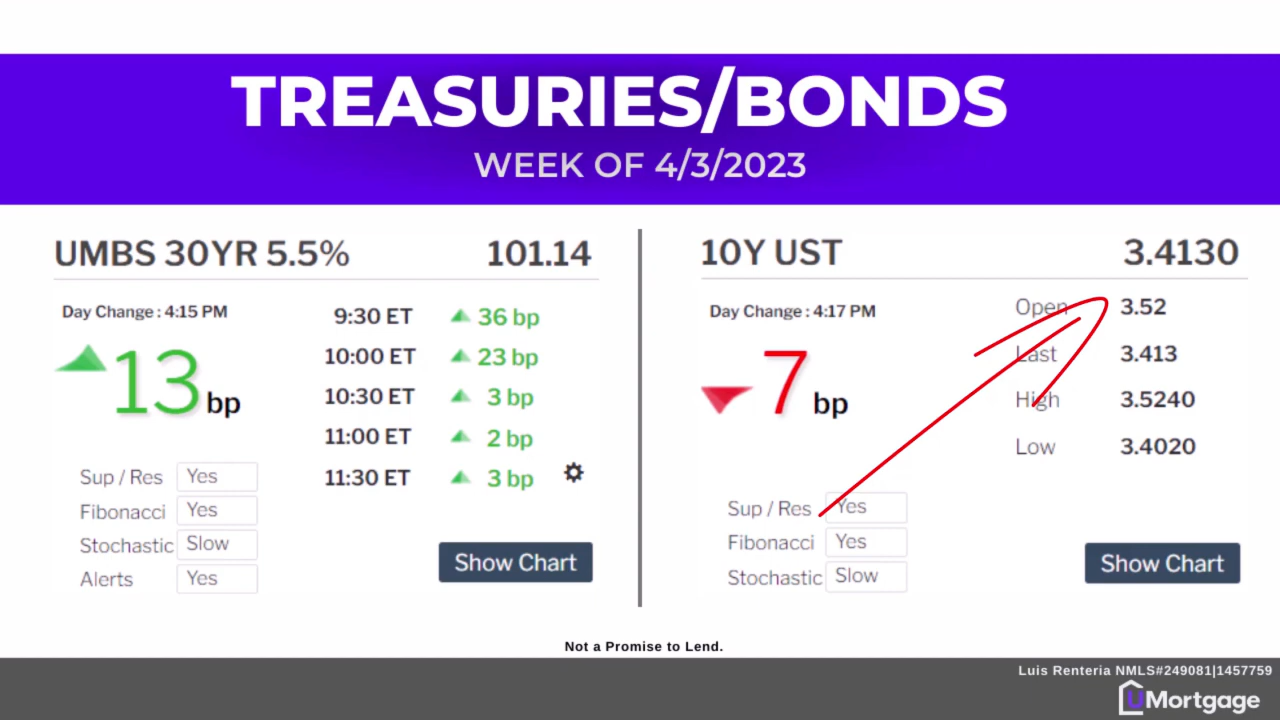 TREASURIES/BONDS
WEEK OF 4/3/2023
UMBS 30YR 5.5% 101.14
Day Change : 4:15 PM
13 bp
9:30 ET 36 bp
10:00 ET 23 bp
10:30 ET 3 bp
11:00 ET 2 bp
11:30 ET 3 bp
Sup / Res Yes
Fibonacci Yes
Stochastic Slow
Alerts Yes
Show Chart
10Y UST 3.4130
Day Change : 4:17 PM
7 bp
Open 3.52
Last 3.413
High 3.5240
Low 3.4020
Sup / Res Yes
Fibonacci Yes
Stochastic Slow
Show Chart
Not a Promise to Lend.
Luis Renteria NMLS#249081|1457759
UMortgage